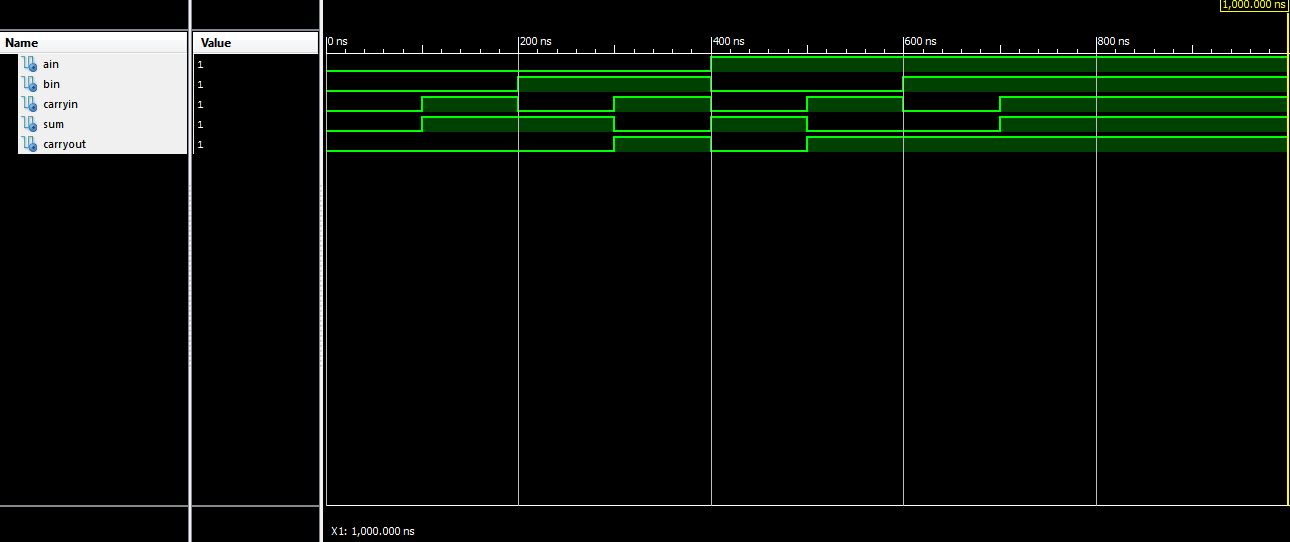 1,000.000 ns
Name Value
0 ns 200 ns 400 ns 600 ns 800 ns
ain 1
bin 1
carryin 1
sum 1
carryout 1
X1: 1,000.000 ns